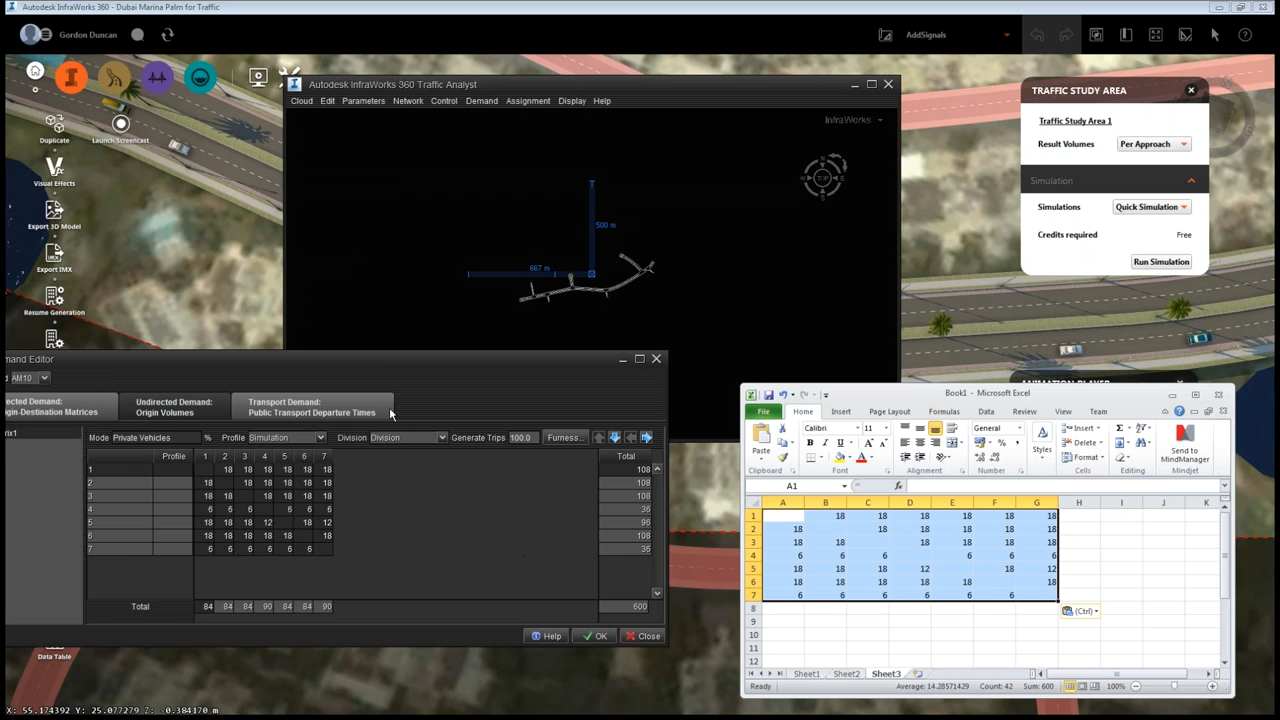 Autodesk InfraWorks 360 - Dubai Marina Palm for Traffic
Gordon Duncan
AddSignals
Duplicate
Launch Screencast
Visual Effects
Export 3D Model
Export IMX
Resume Generation
Data Table
Autodesk InfraWorks 360 Traffic Analyst
Cloud Edit Parameters Network Control Demand Assignment Display Help
InfraWorks
N
W TOP E
S
500 m
667 m
TRAFFIC STUDY AREA
Traffic Study Area 1
Result Volumes Per Approach
Simulation
Simulations Quick Simulation
Credits required Free
Run Simulation
mand Editor
AM10
rected Demand:
igin-Destination Matrices
Undirected Demand:
Origin Volumes
Transport Demand:
Public Transport Departure Times
rix1
Mode Private Vehicles % Profile Simulation Division Division Generate Trips 100.0 Furness...
Profile 1 2 3 4 5 6 7 Total
1 18 18 18 18 18 18 108
2 18 18 18 18 18 18 108
3 18 18 18 18 18 18 108
4 6 6 6 6 6 6 36
5 18 18 18 12 18 12 96
6 18 18 18 18 18 18 108
7 6 6 6 6 6 6 36
Total 84 84 84 90 84 84 90 600
Help OK Close
Book1 - Microsoft Excel
File Home Insert Page Layout Formulas Data Review View Team
Paste
Clipboard
Calibri 11
Font
Alignment
General
Number
Styles
Insert
Delete
Format
Cells
Editing
Send to
MindManager
Mindjet
A1 fx
A B C D E F G H I J K
1 18 18 18 18 18 18
2 18 18 18 18 18 18
3 18 18 18 18 18 18
4 6 6 6 6 6 6
5 18 18 18 12 18 12
6 18 18 18 18 18 18
7 6 6 6 6 6 6
8
9
10
11
12
(Ctrl)
Sheet1 Sheet2 Sheet3
Ready Average: 14.28571429 Count: 42 Sum: 600 100%
X: 55.174392 Y: 25.077279 Z: -0.384170 m